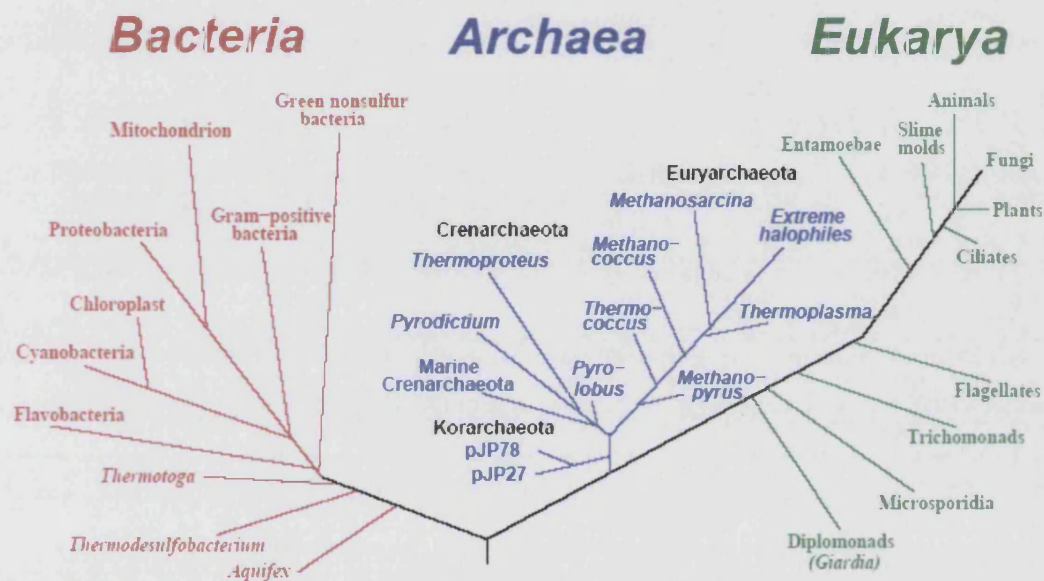 Bacteria
Archaea
Eukarya
Green nonsulfur
bacteria
Mitochondrion
Gram-positive
bacteria
Proteobacteria
Chloroplast
Cyanobacteria
Flavobacteria
Thermotoga
Thermodesulfobacterium
Aquifex
Crenarchaeota
Thermoproteus
Pyrodictium
Marine
Crenarchaeota
Pyro-
lobus
Korarchaeota
pJP78
pJP27
Euryarchaeota
Methanosarcina
Methano-
coccus
Extreme
halophiles
Thermo-
coccus
Thermoplasma
Methano-
pyrus
Animals
Slime
molds
Entamoebae
Fungi
Plants
Ciliates
Flagellates
Trichomonads
Microsporidia
Diplomonads
(Giardia)